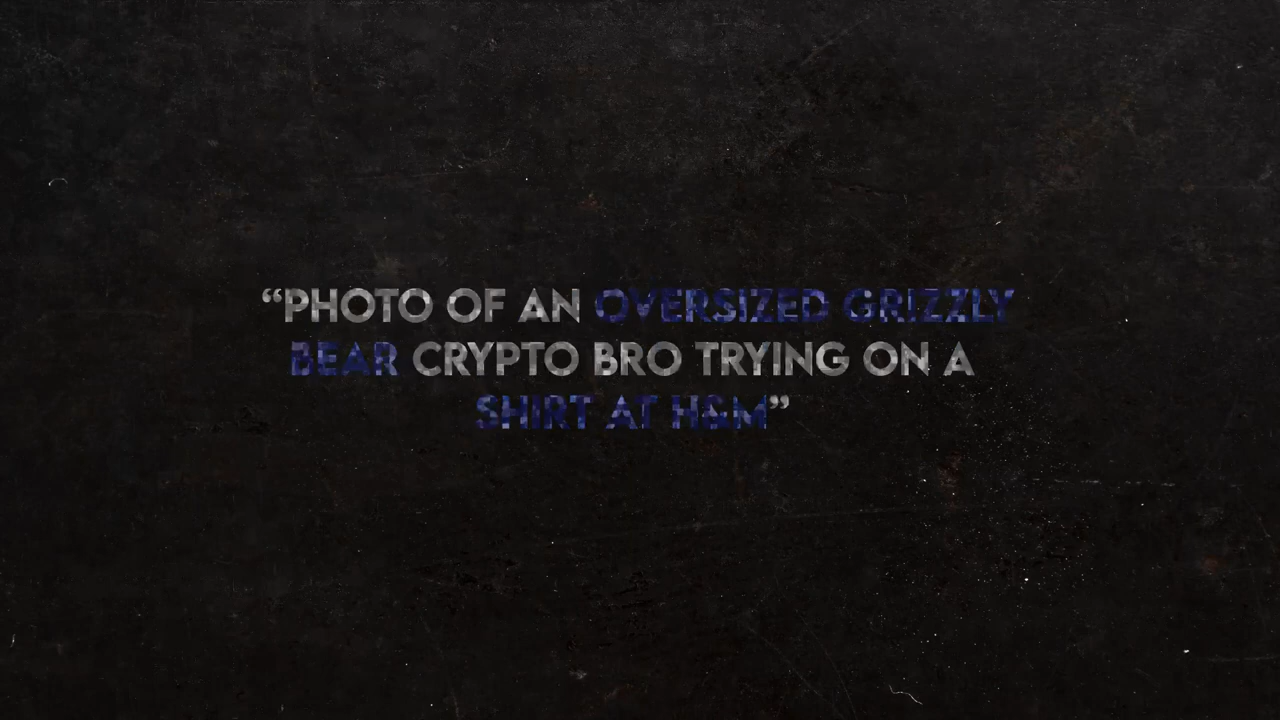 “PHOTO OF AN OVERSIZED GRIZZLY
BEAR CRYPTO BRO TRYING ON A
SHIRT AT H&M”